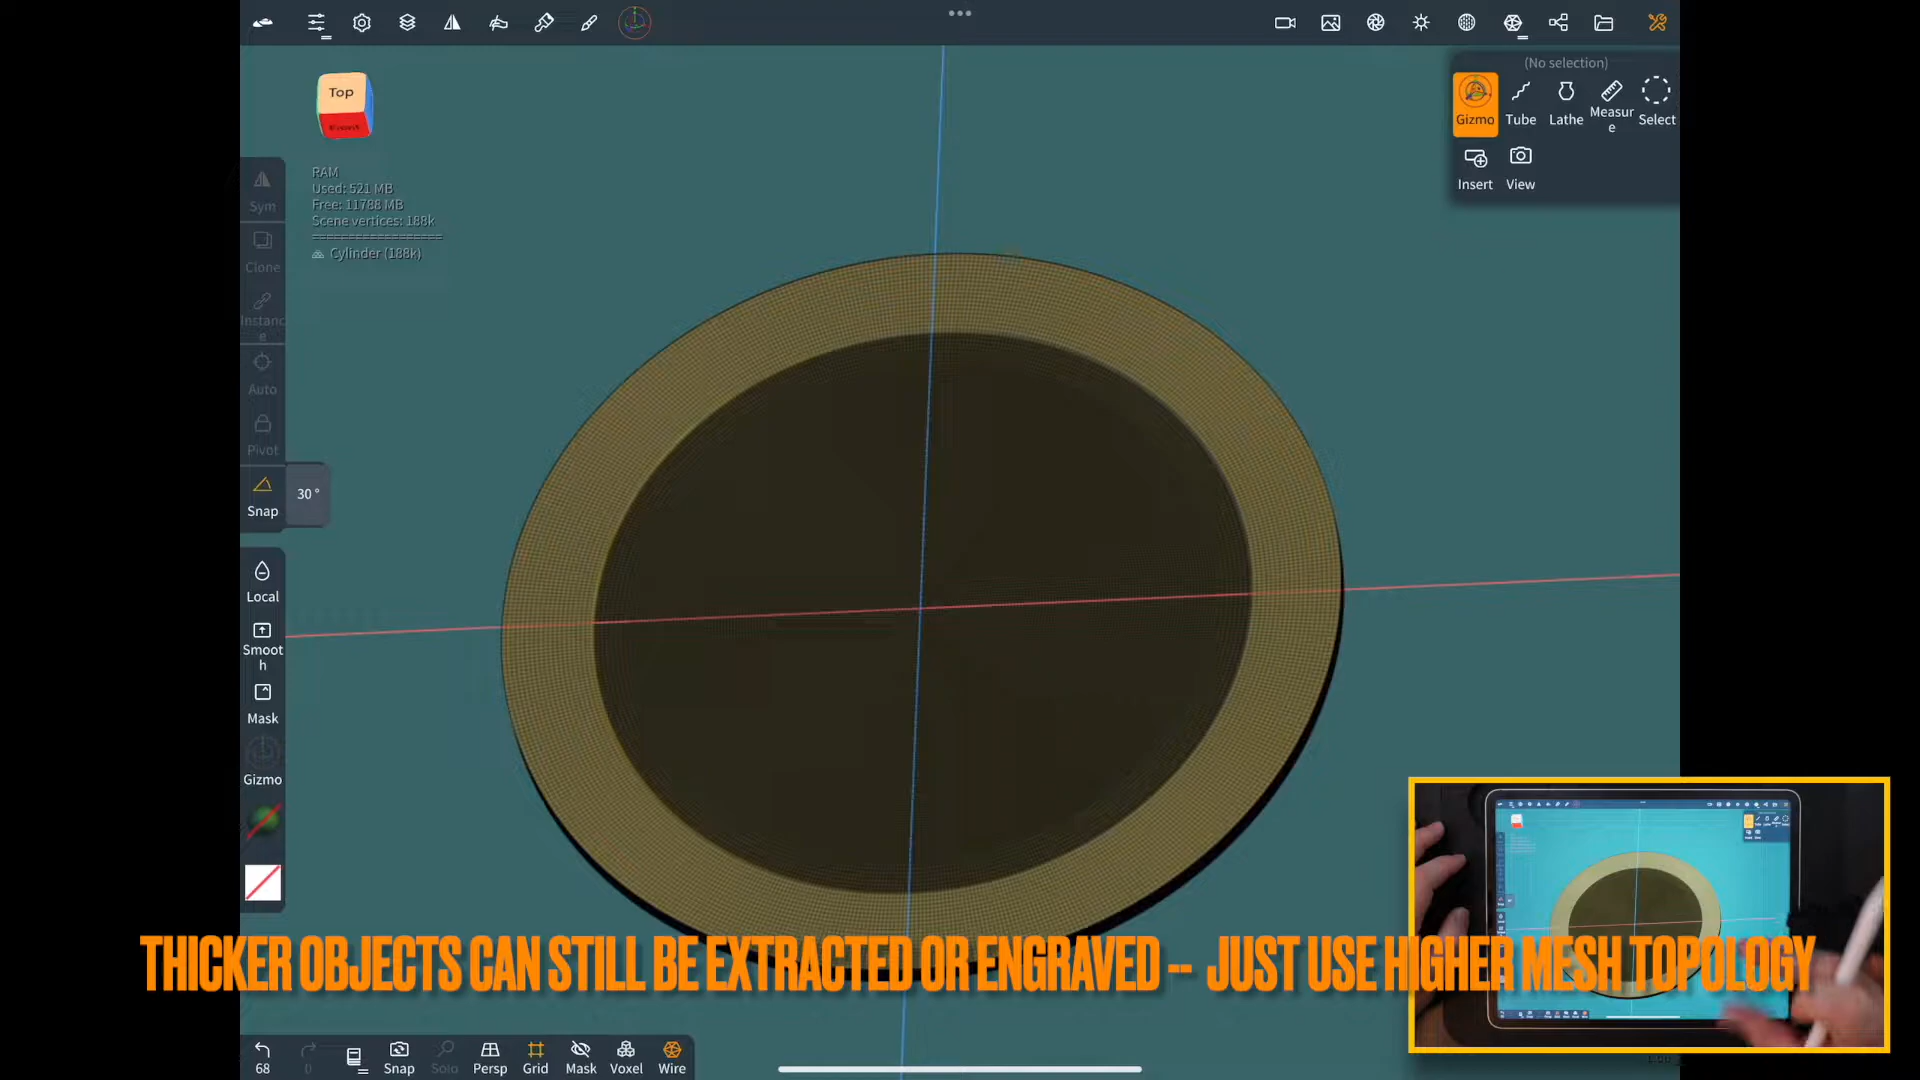 (No selection)
Top
Gizmo
Tube
Lathe
Measur
e
Select
Insert
View
RAM
Used: 521 MB
Free: 11788 MB
Scene vertices: 188k
==================
Cylinder (188k)
Sym
Clone
Instanc
e
Auto
Pivot
Snap
30 °
Local
Smoot
h
Mask
Gizmo
THICKER OBJECTS CAN STILL BE EXTRACTED OR ENGRAVED -- JUST USE HIGHER MESH TOPOLOGY
68
0
Snap
Solo
Persp
Grid
Mask
Voxel
Wire